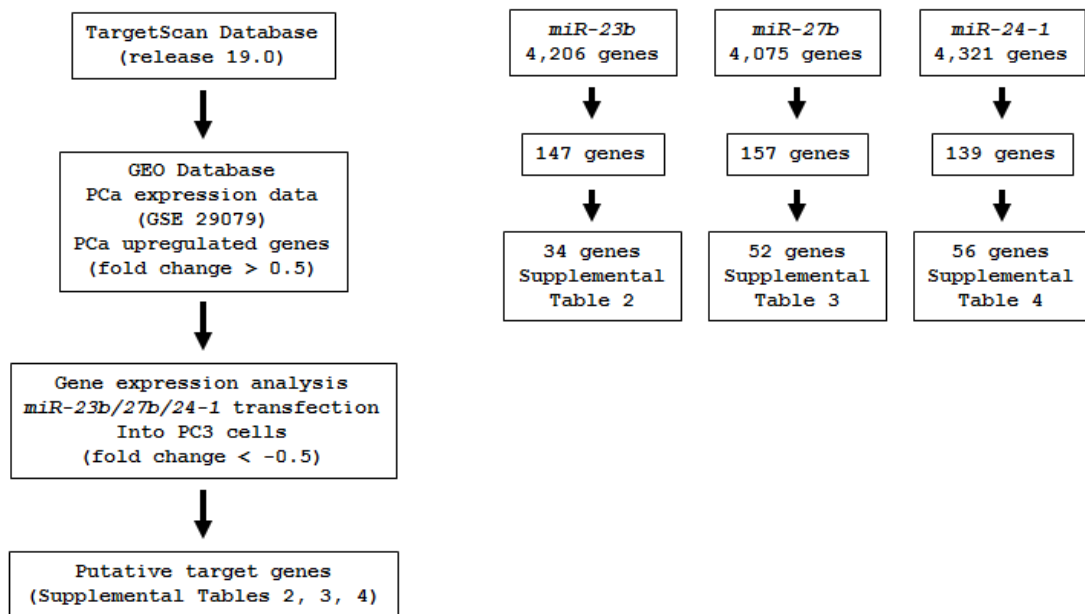 TargetScan Database
(release 19.0)
GEO Database
PCa expression data
(GSE 29079)
PCa upregulated genes
(fold change > 0.5)
Gene expression analysis
miR-23b/27b/24-1 transfection
Into PC3 cells
(fold change < -0.5)
Putative target genes
(Supplemental Tables 2, 3, 4)
miR-23b
4,206 genes
147 genes
34 genes
Supplemental
Table 2
miR-27b
4,075 genes
157 genes
52 genes
Supplemental
Table 3
miR-24-1
4,321 genes
139 genes
56 genes
Supplemental
Table 4